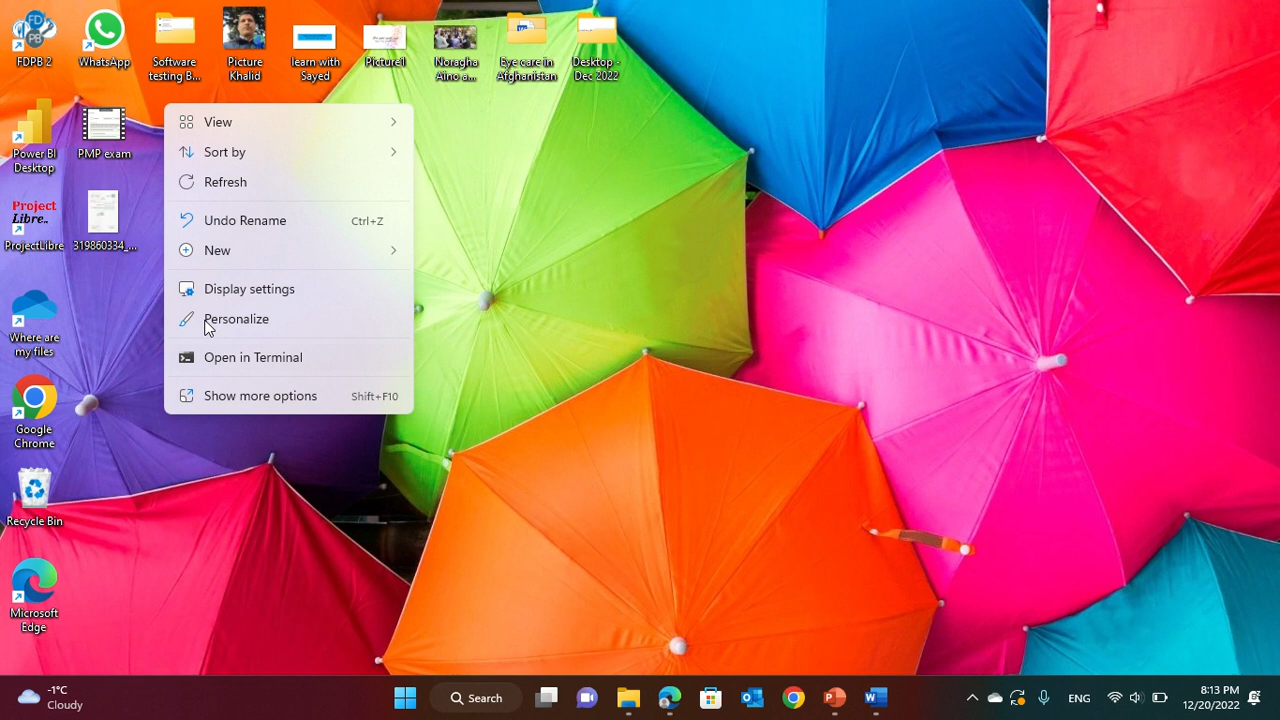 FDPB 2
WhatsApp
Software
testing B...
Picture
Khalid
learn with
Sayed
Picture1
Noragha
Aino a...
Eye care in
Afghanistan
Desktop -
Dec 2022
Power BI
Desktop
PMP exam
Project
Libre..
ProjectLibre
319860334_...
Where are
my files
Google
Chrome
Recycle Bin
Microsoft
Edge
View
Sort by
Refresh
Undo Rename Ctrl+Z
New
Display settings
Personalize
Open in Terminal
Show more options Shift+F10
-1°C
Cloudy
Search
ENG
8:13 PM
12/20/2022